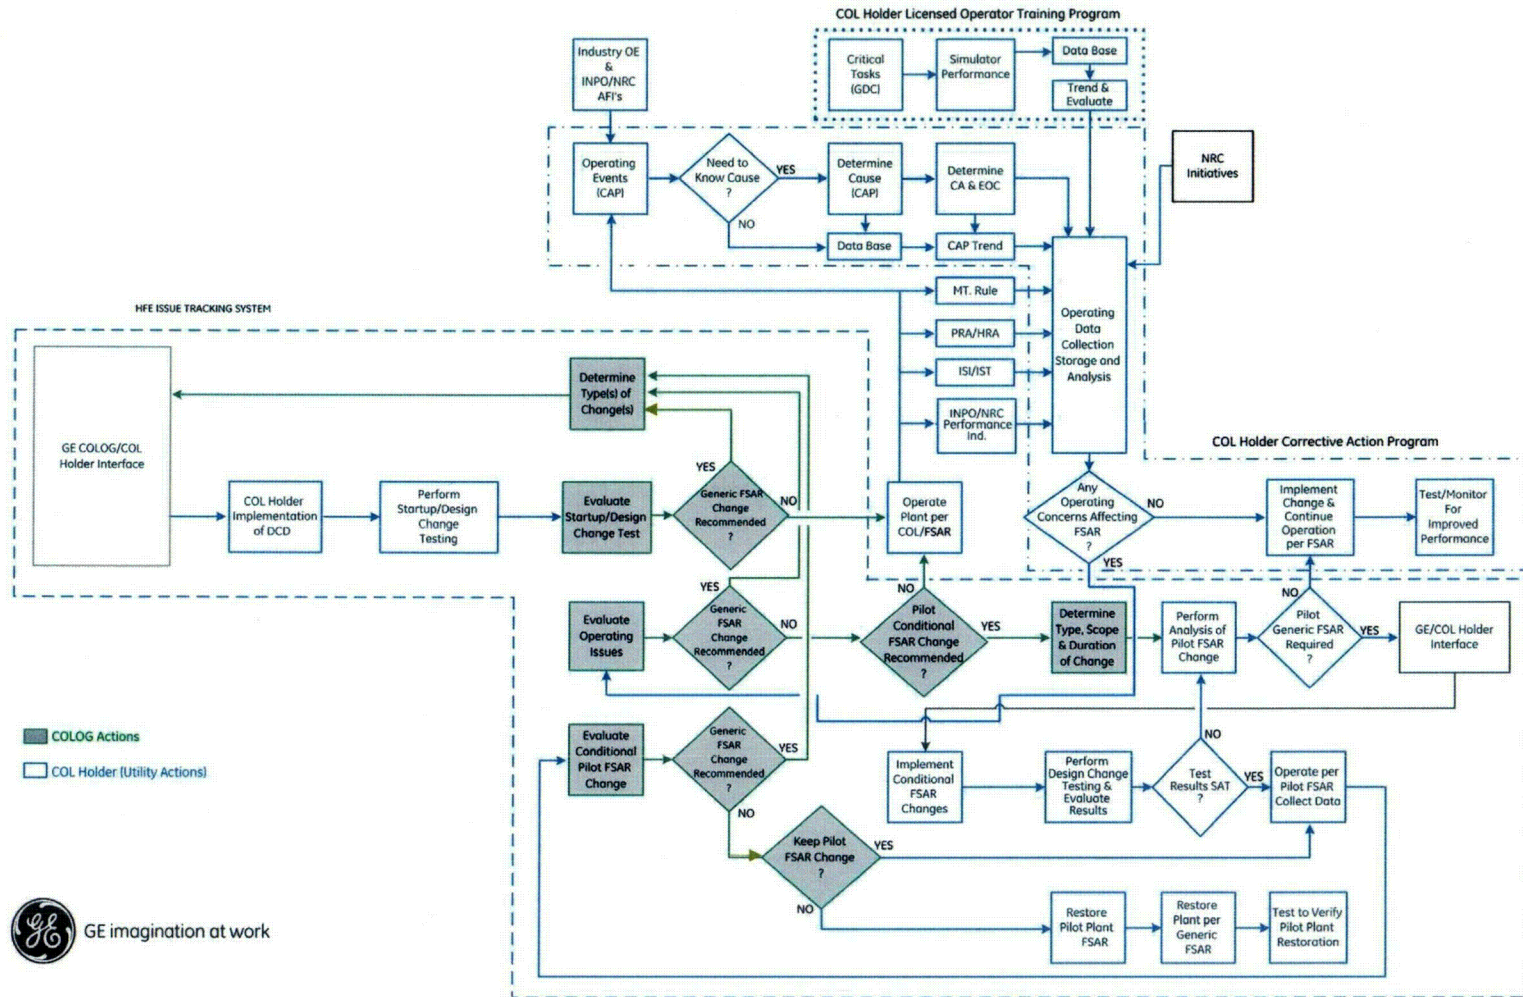 COL Holder Licensed Operator Training Program
Industry OE
&
INPO/NRC
AFI's
Critical
Tasks
(GDC)
Simulator
Performance
Data Base
Trend &
Evaluate
Operating
Events
(CAP)
Need to
Know Cause
?
YES
NO
Determine
Cause
(CAP)
Determine
CA & EOC
Data Base
CAP Trend
NRC
Initiatives
MT. Rule
PRA/HRA
ISI/IST
INPO/NRC
Performance
Ind.
Operating
Data
Collection
Storage and
Analysis
HFE ISSUE TRACKING SYSTEM
COL Holder Corrective Action Program
GE COLOG/COL
Holder Interface
Determine
Type(s) of
Change(s)
COL Holder
Implementation
of DCD
Perform
Startup/Design
Change
Testing
Evaluate
Startup/Design
Change Test
YES
Generic FSAR
Change
Recommended
?
NO
Operate
Plant per
COL/FSAR
Any
Operating
Concerns Affecting
FSAR
?
NO
YES
Implement
Change &
Continue
Operation
per FSAR
Test/Monitor
For
Improved
Performance
Evaluate
Operating
Issues
YES
Generic
FSAR
Change
Recommended
?
NO
NO
Pilot
Conditional
FSAR Change
Recommended
?
YES
Determine
Type, Scope
& Duration
of Change
Perform
Analysis of
Pilot FSAR
Change
NO
Pilot
Generic FSAR
Required
?
YES
GE/COL Holder
Interface
COLOG Actions
COL Holder (Utility Actions)
Evaluate
Conditional
Pilot FSAR
Change
Generic
FSAR
Change
Recommended
?
YES
NO
Implement
Conditional
FSAR
Changes
Perform
Design Change
Testing &
Evaluate
Results
NO
Test
Results SAT
?
YES
Operate per
Pilot FSAR
Collect Data
Keep Pilot
FSAR Change
?
YES
NO
Restore
Pilot Plant
FSAR
Restore
Plant per
Generic
FSAR
Test to Verify
Pilot Plant
Restoration
GE
GE imagination at work